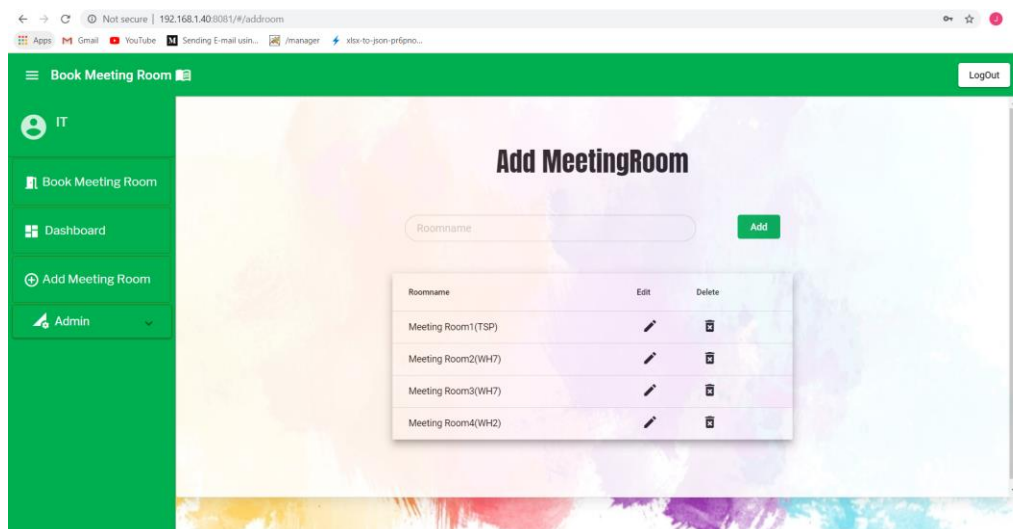 Not secure | 192.168.1.40:8081/#/addroom
J
Apps Gmail YouTube M Sending E-mail usin... /manager xlsx-to-json-pr6pno...
Book Meeting Room LogOut
IT
Book Meeting Room
Dashboard
Add Meeting Room
Admin
Add MeetingRoom
Roomname Add
Roomname Edit Delete
Meeting Room1(TSP)
Meeting Room2(WH7)
Meeting Room3(WH7)
Meeting Room4(WH2)